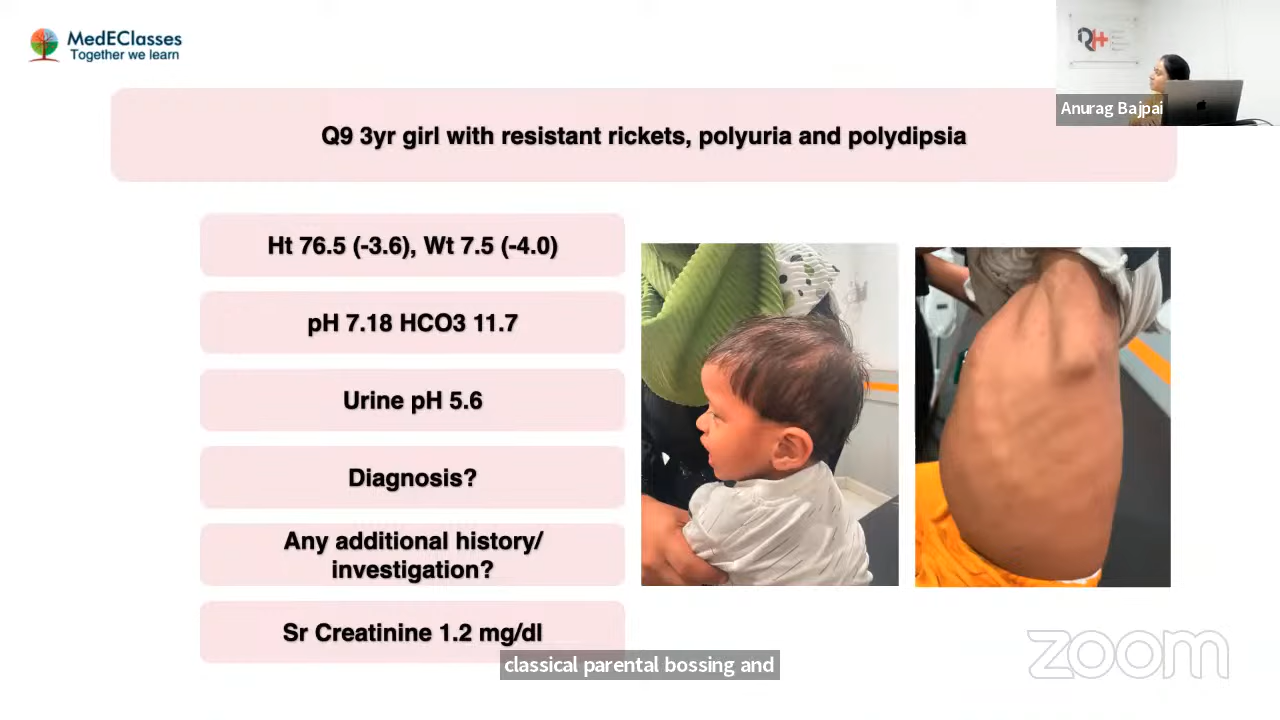 MedEClasses
Together we learn
Anurag Bajpai
Q9 3yr girl with resistant rickets, polyuria and polydipsia
Ht 76.5 (-3.6), Wt 7.5 (-4.0)
pH 7.18 HCO3 11.7
Urine pH 5.6
Diagnosis?
Any additional history/
investigation?
Sr Creatinine 1.2 mg/dl
classical parental bossing and
zoom